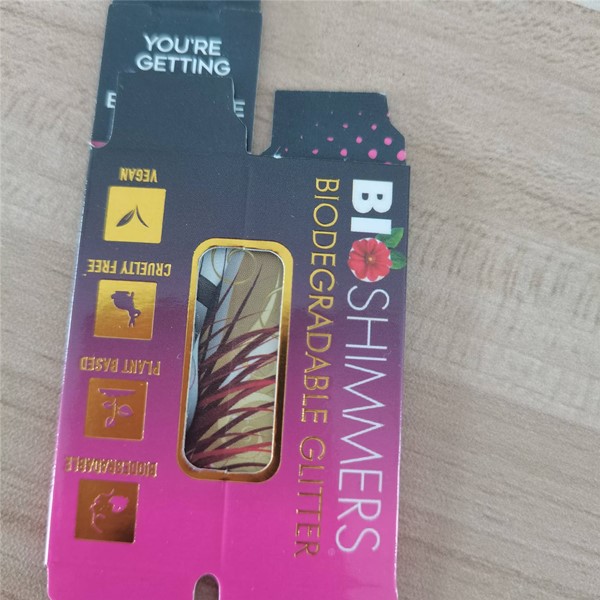 YOU'RE
GETTING
BIOSHIMMERS
BIODEGRADABLE GLITTER
VEGAN
CRUELTY FREE
PLANT BASED
BIODEGRADABLE